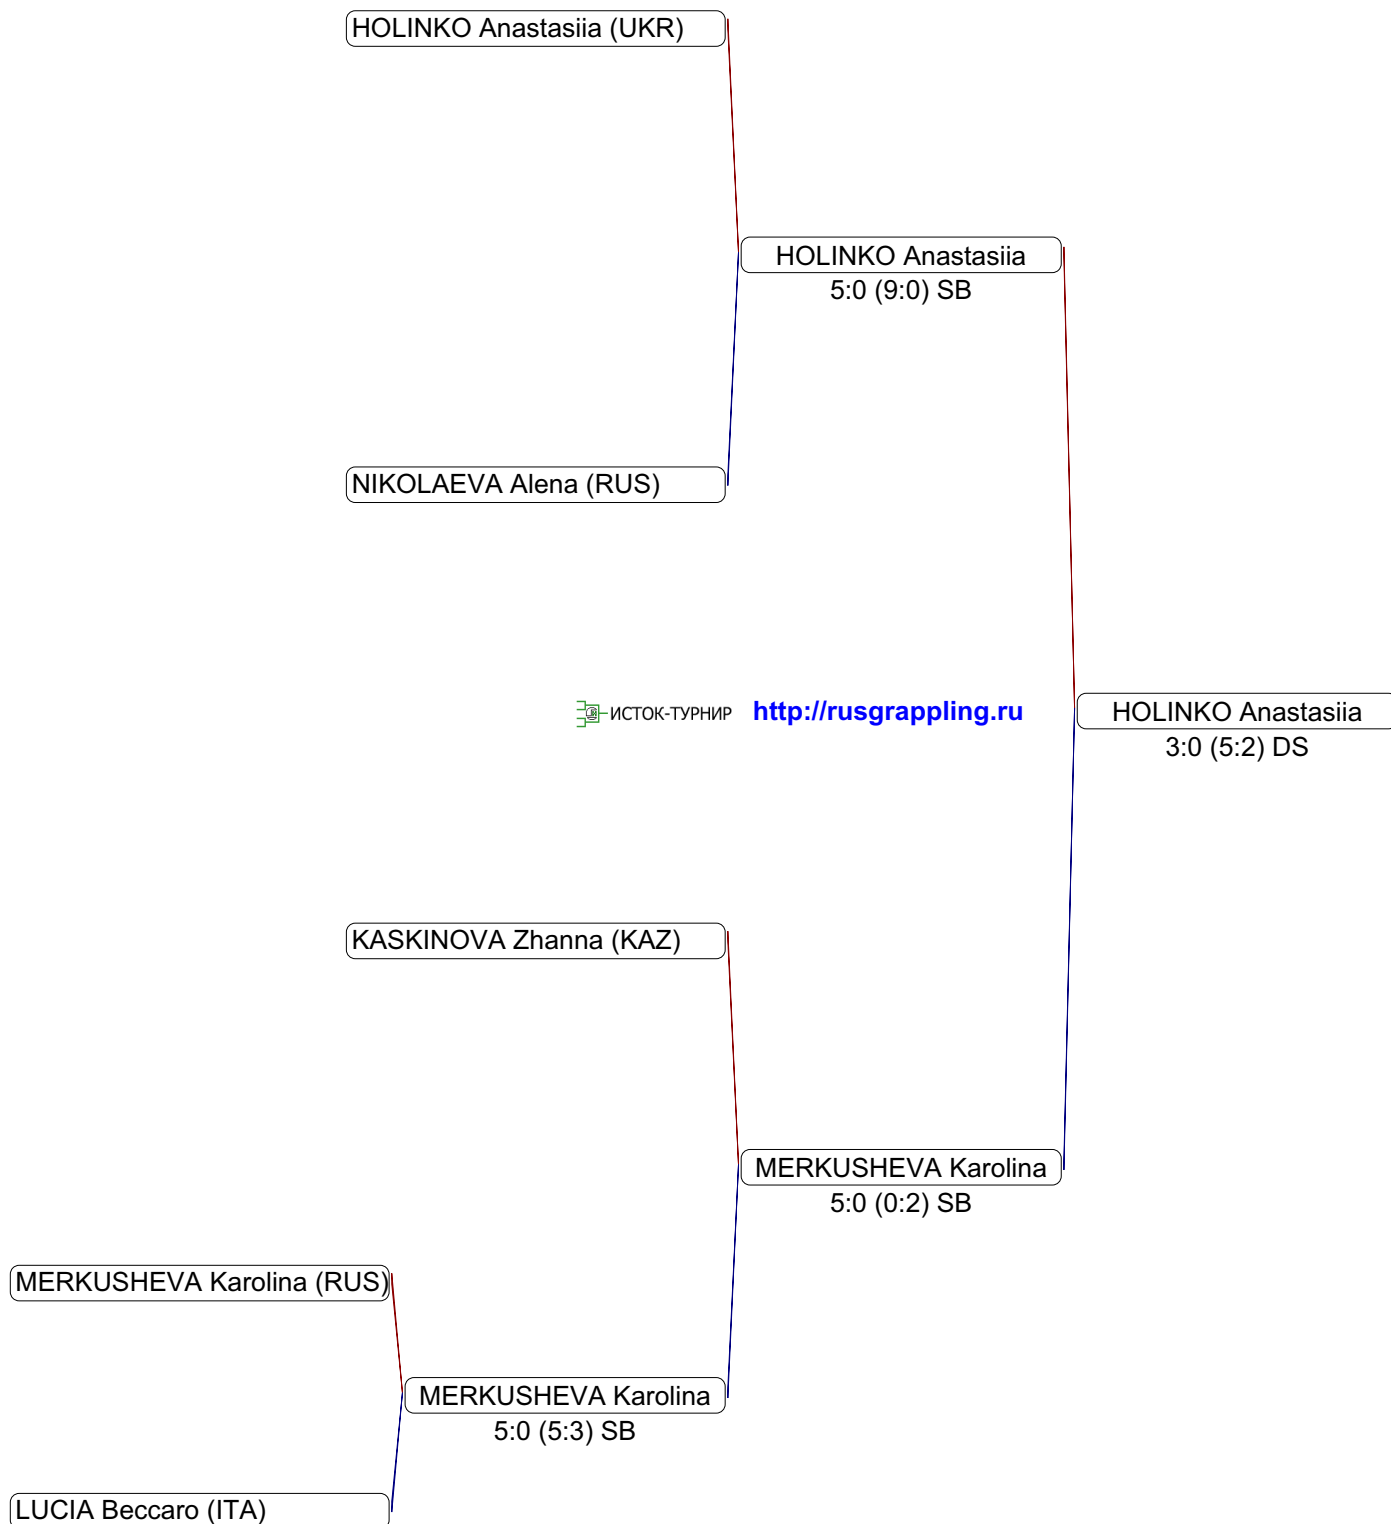 HOLINKO Anastasiia (UKR)
HOLINKO Anastasiia
5:0 (9:0) SB
NIKOLAEVA Alena (RUS)
ИСТОК-ТУРНИР http://rusgrappling.ru
HOLINKO Anastasiia
3:0 (5:2) DS
KASKINOVA Zhanna (KAZ)
MERKUSHEVA Karolina
5:0 (0:2) SB
MERKUSHEVA Karolina (RUS)
MERKUSHEVA Karolina
5:0 (5:3) SB
LUCIA Beccaro (ITA)